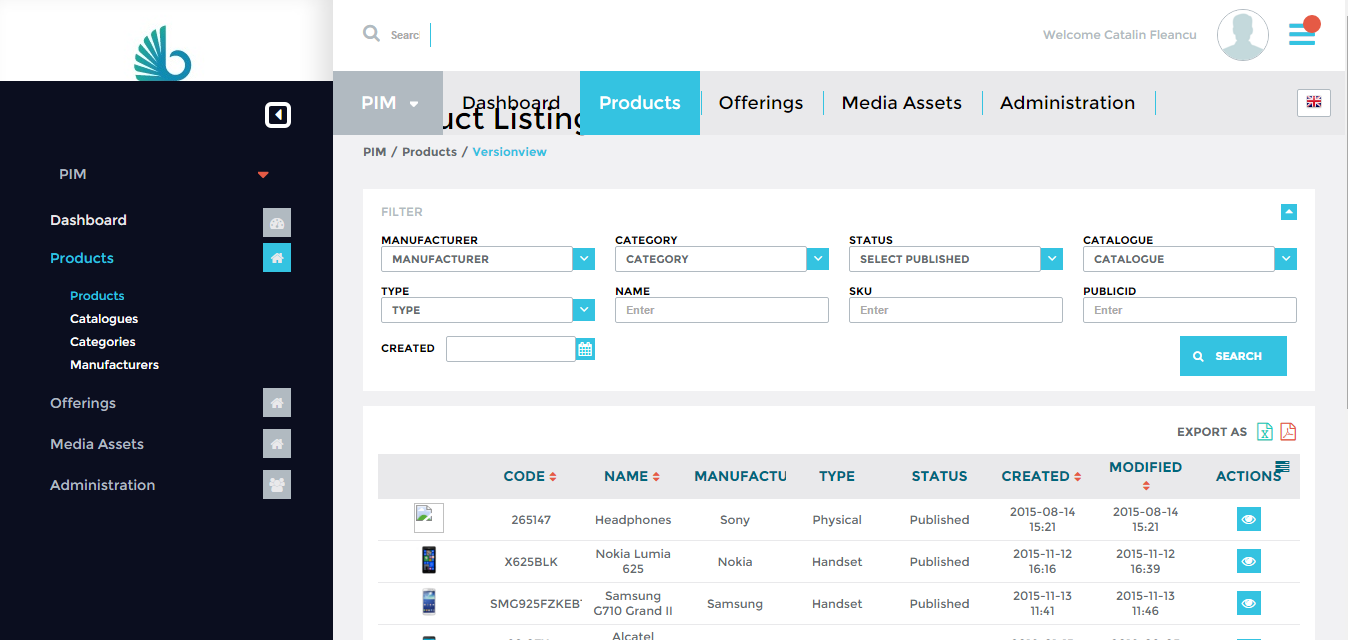 Searc
Welcome Catalin Fleancu
PIM Dashboard Products Offerings Media Assets Administration
uct Listing
PIM / Products / Versionview
PIM
Dashboard
Products
Products
Catalogues
Categories
Manufacturers
Offerings
Media Assets
Administration
FILTER
MANUFACTURER CATEGORY STATUS CATALOGUE
MANUFACTURER CATEGORY SELECT PUBLISHED CATALOGUE
TYPE NAME SKU PUBLICID
TYPE Enter Enter Enter
CREATED
SEARCH
EXPORT AS
CODE NAME MANUFACTU TYPE STATUS CREATED MODIFIED ACTIONS
265147 Headphones Sony Physical Published 2015-08-14 2015-08-14
15:21 15:21
X625BLK Nokia Lumia Nokia Handset Published 2015-11-12 2015-11-12
625 16:16 16:39
SMG925FZKEB Samsung Samsung Handset Published 2015-11-13 2015-11-13
G710 Grand II 11:41 11:46
Alcatel